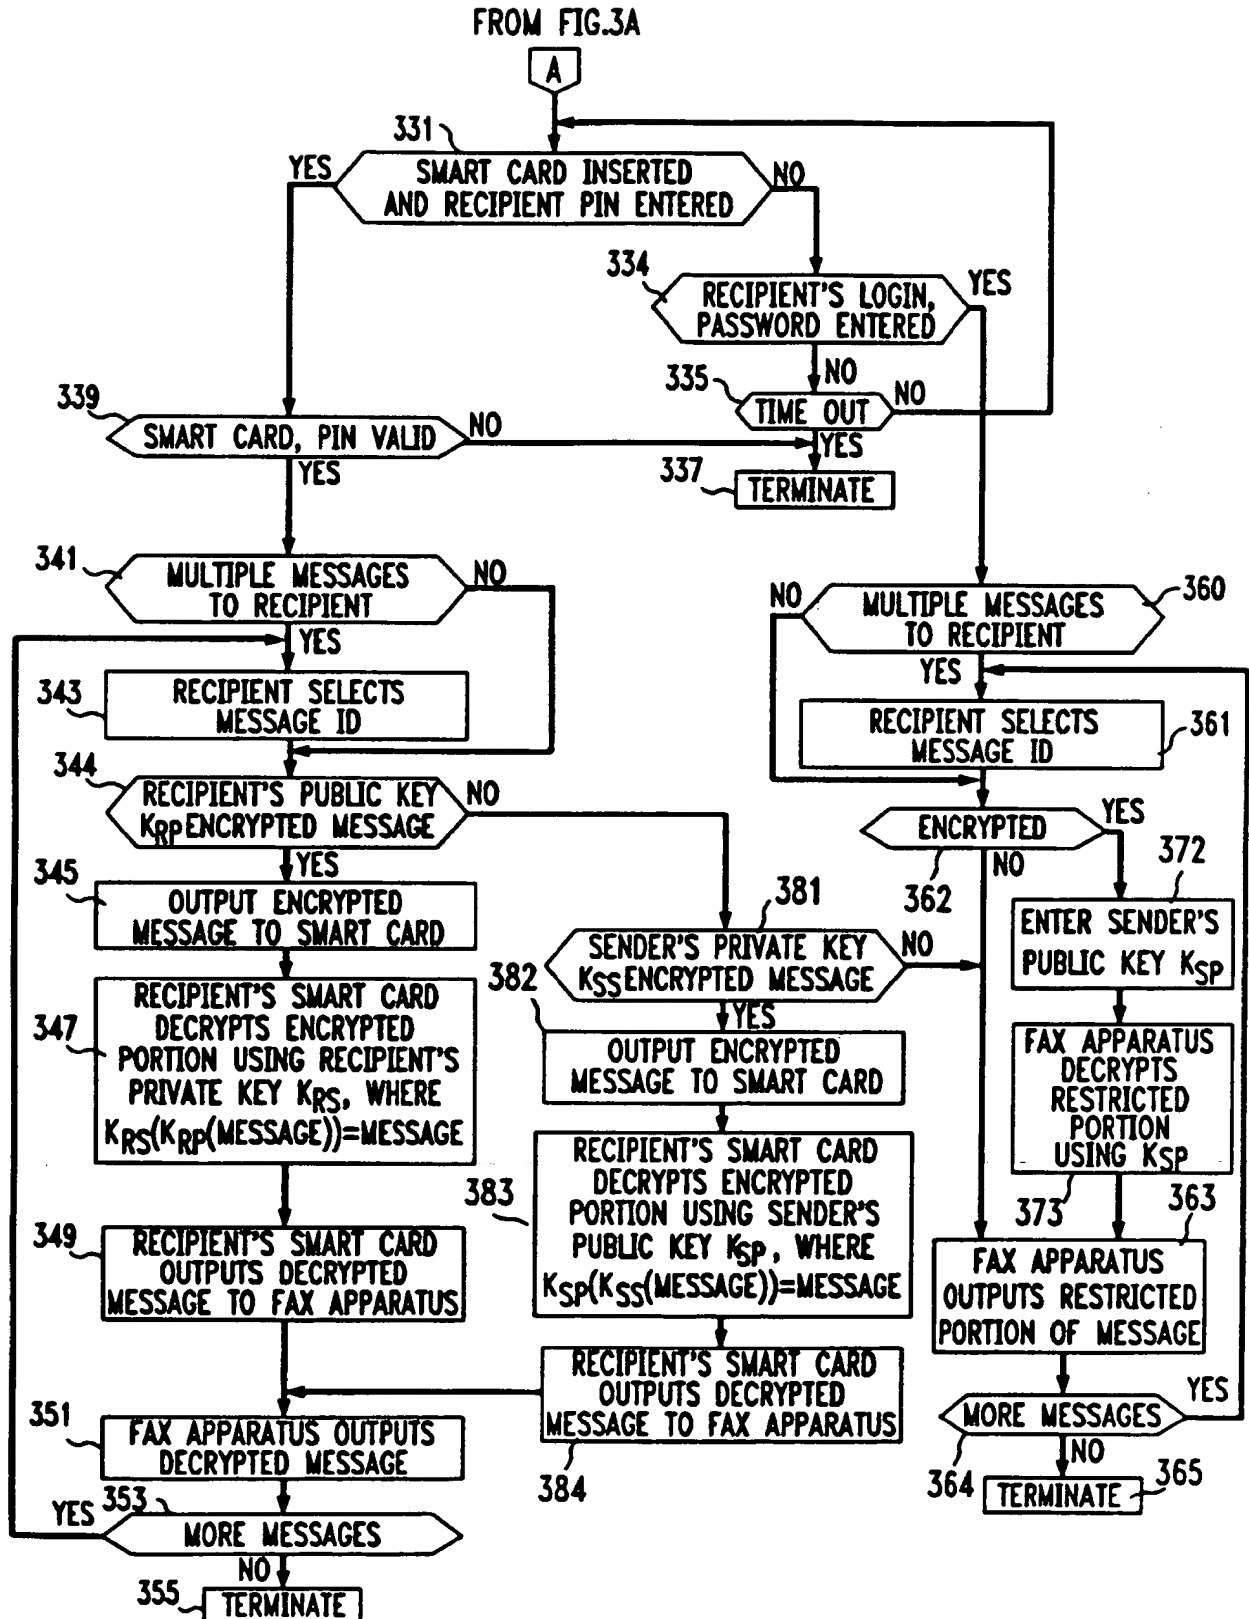 FROM FIG.3A
A
331
YES
SMART CARD INSERTED
AND RECIPIENT PIN ENTERED
NO
334
RECIPIENT'S LOGIN,
PASSWORD ENTERED
YES
NO
335
TIME OUT
NO
YES
337
TERMINATE
339
SMART CARD, PIN VALID
NO
YES
341
MULTIPLE MESSAGES
TO RECIPIENT
NO
YES
343
RECIPIENT SELECTS
MESSAGE ID
344
RECIPIENT'S PUBLIC KEY
KRP ENCRYPTED MESSAGE
NO
YES
345
OUTPUT ENCRYPTED
MESSAGE TO SMART CARD
347
RECIPIENT'S SMART CARD
DECRYPTS ENCRYPTED
PORTION USING RECIPIENT'S
PRIVATE KEY KRS, WHERE
KRS(KRP(MESSAGE))=MESSAGE
349
RECIPIENT'S SMART CARD
OUTPUTS DECRYPTED
MESSAGE TO FAX APPARATUS
351
FAX APPARATUS OUTPUTS
DECRYPTED MESSAGE
353
YES
MORE MESSAGES
NO
355
TERMINATE
381
SENDER'S PRIVATE KEY
KSS ENCRYPTED MESSAGE
NO
YES
382
OUTPUT ENCRYPTED
MESSAGE TO SMART CARD
383
RECIPIENT'S SMART CARD
DECRYPTS ENCRYPTED
PORTION USING SENDER'S
PUBLIC KEY KSP, WHERE
KSP(KSS(MESSAGE))=MESSAGE
RECIPIENT'S SMART CARD
OUTPUTS DECRYPTED
MESSAGE TO FAX APPARATUS
384
360
NO
MULTIPLE MESSAGES
TO RECIPIENT
YES
RECIPIENT SELECTS
MESSAGE ID
361
ENCRYPTED
YES
NO
362
372
ENTER SENDER'S
PUBLIC KEY KSP
FAX APPARATUS
DECRYPTS
RESTRICTED
PORTION
USING KSP
373
363
FAX APPARATUS
OUTPUTS RESTRICTED
PORTION OF MESSAGE
MORE MESSAGES
YES
NO
364
TERMINATE
365